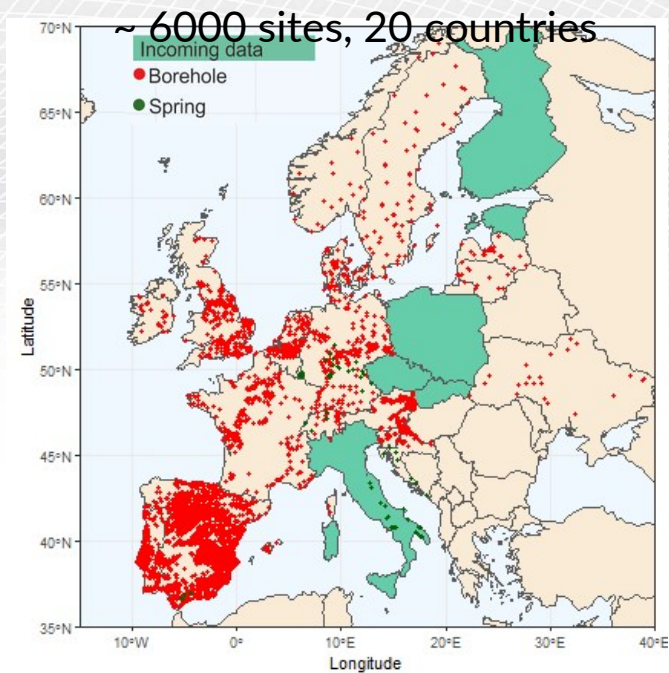 ~ 6000 sites, 20 countries
Incoming data
Borehole
Spring
70°N
65°N
60°N
55°N
50°N
45°N
40°N
35°N
Latitude
10°W
0°
10°E
20°E
30°E
40°E
Longitude